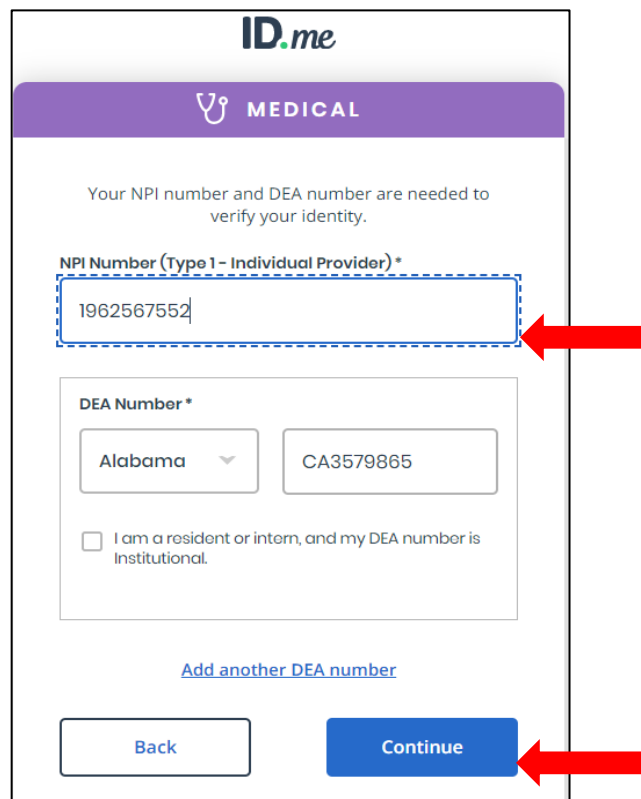 ID.me
MEDICAL
Your NPI number and DEA number are needed to
verify your identity.
NPI Number (Type 1 - Individual Provider) *
1962567552
DEA Number *
Alabama CA3579865
I am a resident or intern, and my DEA number is
Institutional.
Add another DEA number
Back Continue